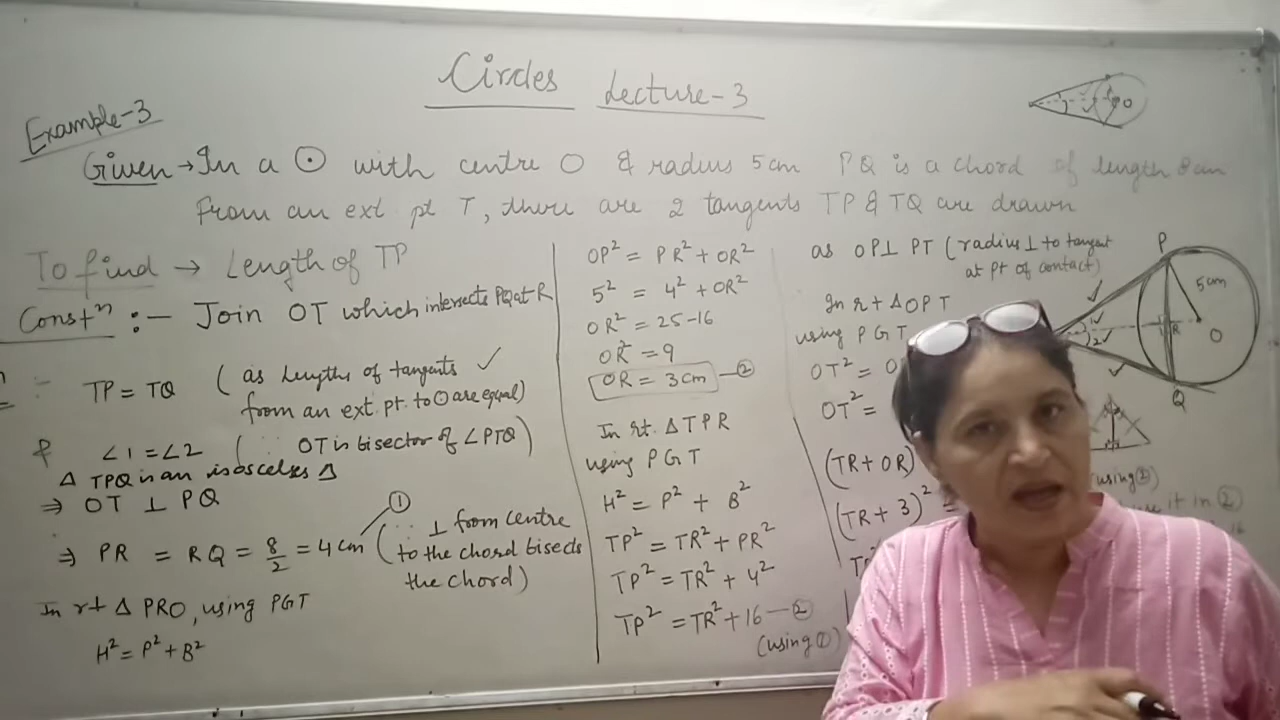 Circles Lecture-3
Example-3
Given → In a ⊙ with centre O & radius 5cm PQ is a chord of length 8cm
From an ext pt T, there are 2 tangents TP & TQ are drawn
To find → Length of TP
Constⁿ :- Join OT which intersects PQ at R
TP = TQ (as lengths of tangents ✓
from an ext. pt. to ⊙ are equal)
∠1 = ∠2 (∵ OT is bisector of ∠PTQ)
Δ TPQ is an isosceles Δ
⇒ OT ⊥ PQ
⇒ PR = RQ = 8/2 = 4cm ① (∵ ⊥ from centre
to the chord bisects
the chord)
In rt Δ PRO, using PGT
H² = P² + B²
OP² = PR² + OR²
5² = 4² + OR²
OR² = 25-16
OR² = 9
OR = 3cm —②
In rt. Δ TPR
using PGT
H² = P² + B²
TP² = TR² + PR²
TP² = TR² + 4²
TP² = TR² + 16 —②
(using ①)
as OP ⊥ PT (radius ⊥ to tangent
at pt of contact)
In rt Δ OPT
using PGT
OT² =
OT² =
(TR + OR)
(TR + 3)² =
(using ②)
it in ②
O
P
5cm
1
2
R
O
Q